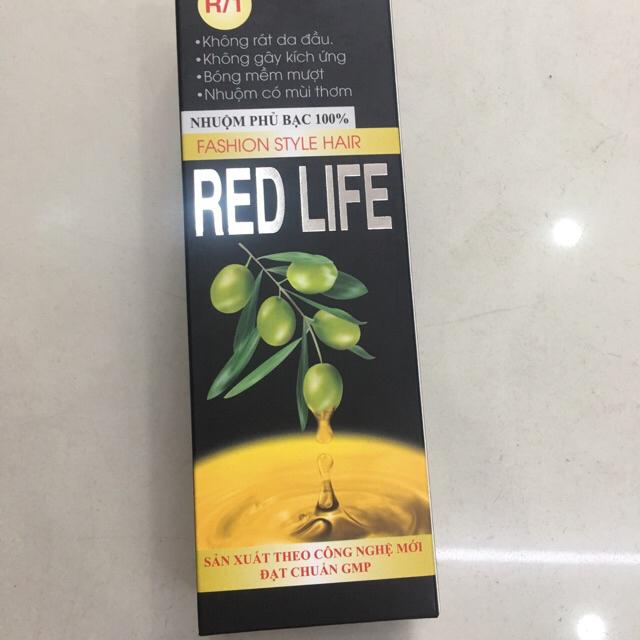 R/1
•Không rát da đầu.
•Không gây kích ứng
•Bóng mềm mượt
•Nhuộm có mùi thơm
NHUỘM PHỦ BẠC 100%
FASHION STYLE HAIR
RED LIFE
SẢN XUẤT THEO CÔNG NGHỆ MỚI
ĐẠT CHUẨN GMP